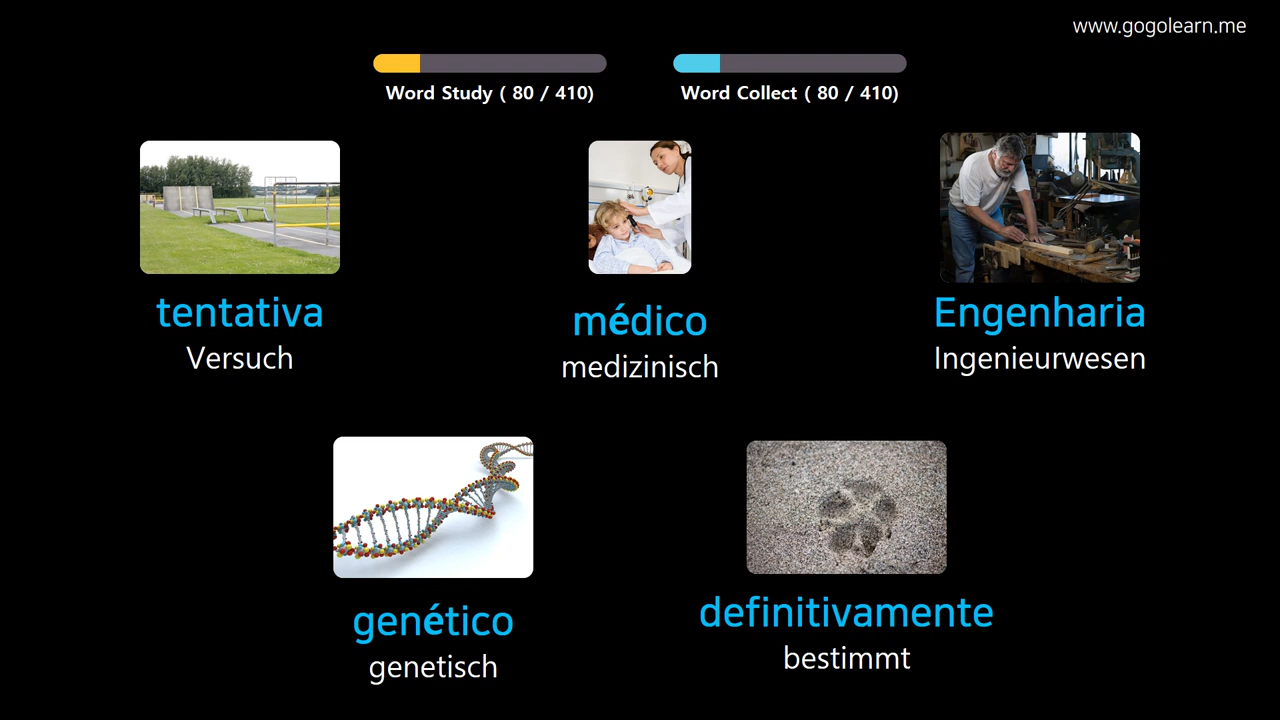 www.gogolearn.me
Word Study ( 80 / 410)
Word Collect ( 80 / 410)
tentativa
Versuch
médico
medizinisch
Engenharia
Ingenieurwesen
genético
genetisch
definitivamente
bestimmt